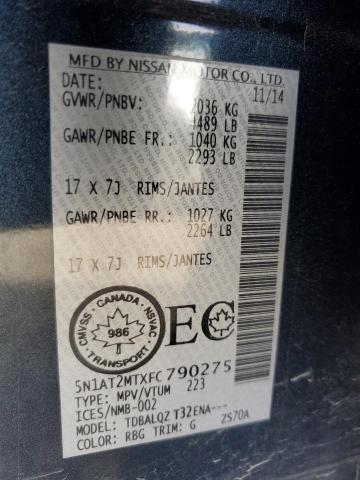 MFD BY NISSAN MOTOR CO., LTD.
DATE: 11/14
GVWR/PNBV: 2036 KG
4489 LB
GAWR/PNBE FR: 1040 KG
2293 LB
17 X 7J RIMS/JANTES
GAWR/PNBE RR: 1027 KG
2264 LB
17 X 7J RIMS/JANTES
CMVSS - CANADA - NSVAC
986
TRANSPORT
EC
5N1AT2MTXFC790275
TYPE: MPV/VTUM 223
ICES/NMB-002
MODEL: TDBALQZ T32ENA---
COLOR: RBG TRIM: G ZS70A